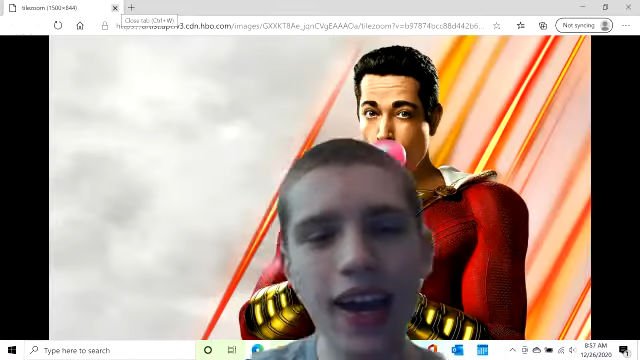 tilezoom (1500×844)
Close tab (Ctrl+W)
Not syncing
Type here to search
8:57 AM
12/26/2020